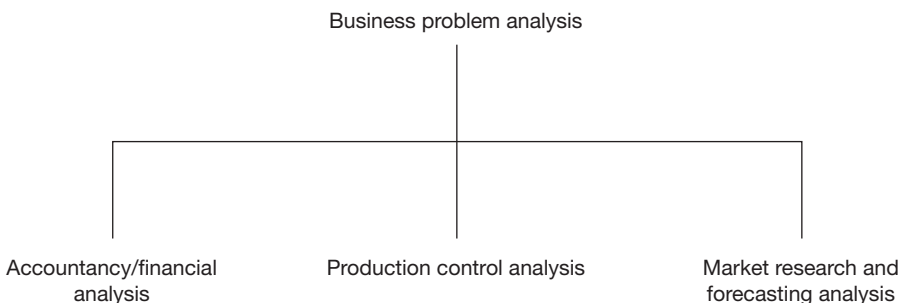 Business problem analysis
Accountancy/financial
analysis
Production control analysis
Market research and
forecasting analysis